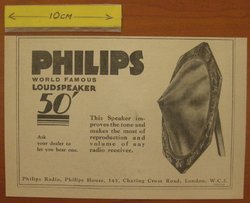 10CM
PHILIPS
WORLD FAMOUS
LOUDSPEAKER
50/-
Ask
your dealer to
let you hear one.
This Speaker im-
proves the tone and
makes the most of
reproduction and
volume of any
radio receiver.
Philips Radio, Philips House, 145, Charing Cross Road, London, W.C.2.